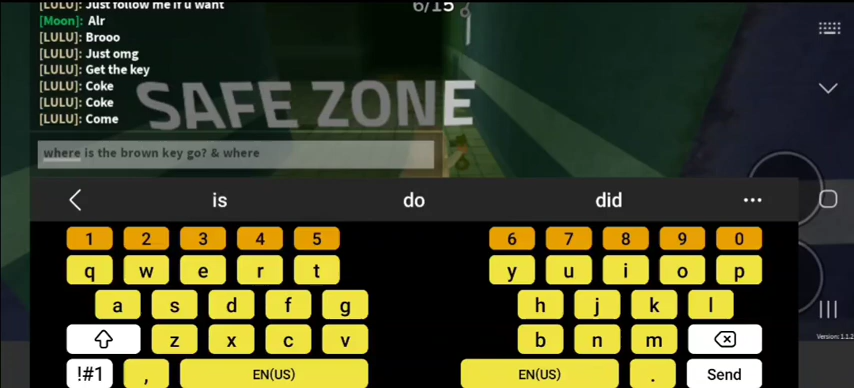 [LULU]: Just follow me if u want
6/15
[Moon]: Alr
[LULU]: Brooo
[LULU]: Just omg
[LULU]: Get the key
[LULU]: Coke
[LULU]: Coke
[LULU]: Come
SAFE ZONE
where is the brown key go? & where
is do did
1 2 3 4 5 6 7 8 9 0
q w e r t y u i o p
a s d f g h j k l
z x c v b n m
Version: 1.1.2
!#1 , EN(US) EN(US) . Send